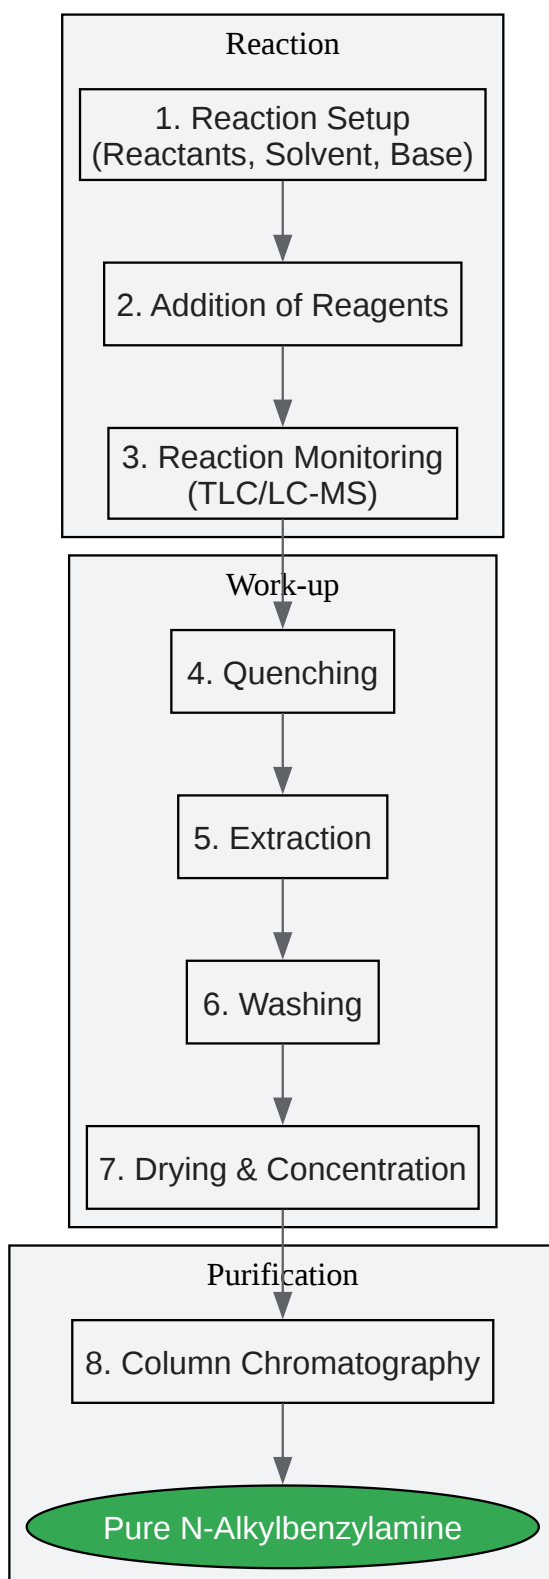 Reaction
1. Reaction Setup
(Reactants, Solvent, Base)
2. Addition of Reagents
3. Reaction Monitoring
(TLC/LC-MS)
Work-up
4. Quenching
5. Extraction
6. Washing
7. Drying & Concentration
Purification
8. Column Chromatography
Pure N-Alkylbenzylamine